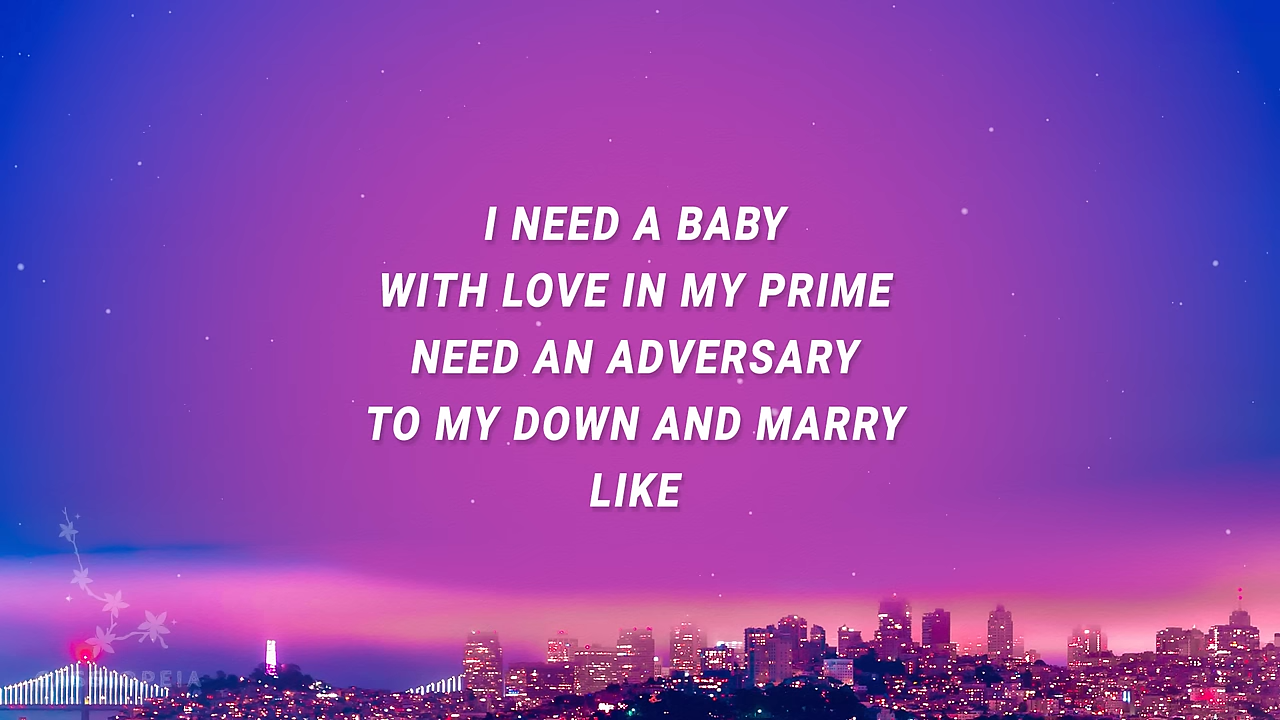 I NEED A BABY
WITH LOVE IN MY PRIME
NEED AN ADVERSARY
TO MY DOWN AND MARRY
LIKE